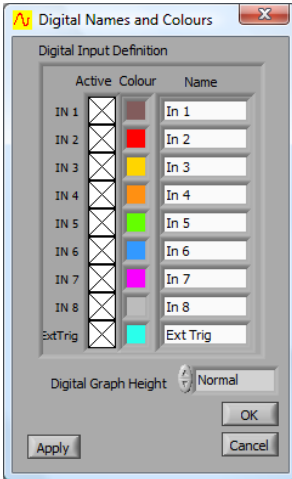 Digital Names and Colours
Digital Input Definition
Active Colour Name
IN 1 In 1
IN 2 In 2
IN 3 In 3
IN 4 In 4
IN 5 In 5
IN 6 In 6
IN 7 In 7
IN 8 In 8
ExtTrig Ext Trig
Digital Graph Height Normal
OK
Apply Cancel